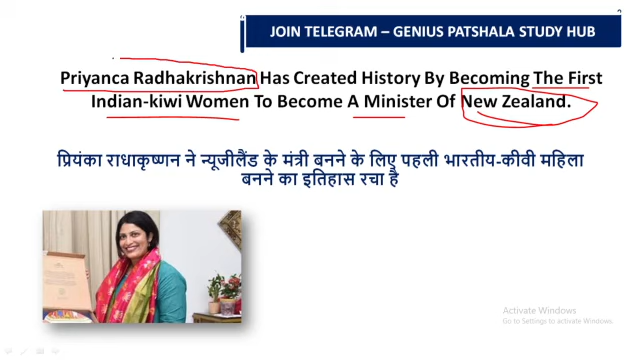 JOIN TELEGRAM – GENIUS PATSHALA STUDY HUB
Priyanca Radhakrishnan Has Created History By Becoming The First
Indian-kiwi Women To Become A Minister Of New Zealand.
प्रियंका राधाकृष्णन ने न्यूजीलैंड के मंत्री बनने के लिए पहली भारतीय-कीवी महिला
बनने का इतिहास रचा है
Activate Windows
Go to Settings to activate Windows.